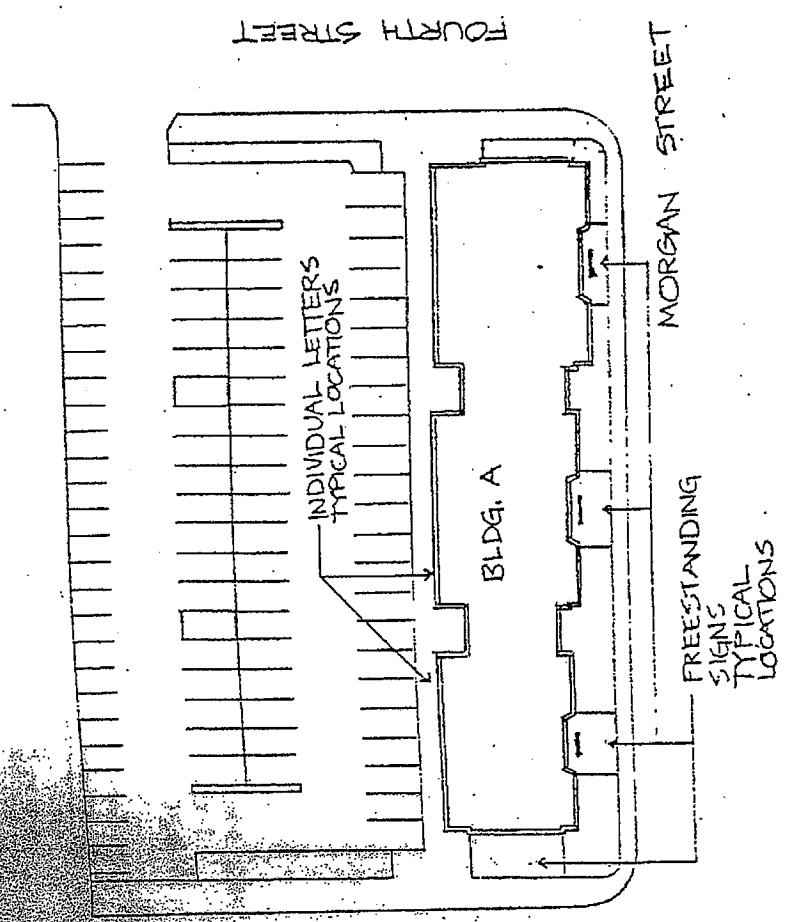 FOURTH STREET
MORGAN STREET
INDIVIDUAL LETTERS
TYPICAL LOCATIONS
BLDG. A
FREESTANDING
SIGNS
TYPICAL
LOCATIONS